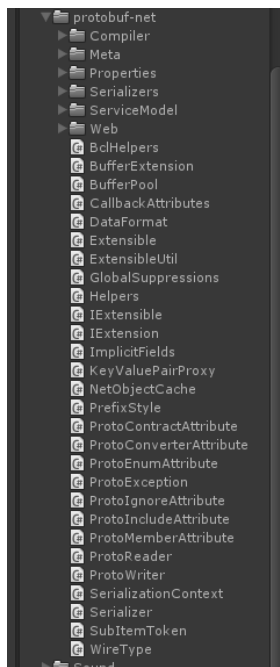 protobuf-net
Compiler
Meta
Properties
Serializers
ServiceModel
Web
BclHelpers
BufferExtension
BufferPool
CallbackAttributes
DataFormat
Extensible
ExtensibleUtil
GlobalSuppressions
Helpers
IExtensible
IExtension
ImplicitFields
KeyValuePairProxy
NetObjectCache
PrefixStyle
ProtoContractAttribute
ProtoConverterAttribute
ProtoEnumAttribute
ProtoException
ProtoIgnoreAttribute
ProtoIncludeAttribute
ProtoMemberAttribute
ProtoReader
ProtoWriter
SerializationContext
Serializer
SubItemToken
WireType
Sound